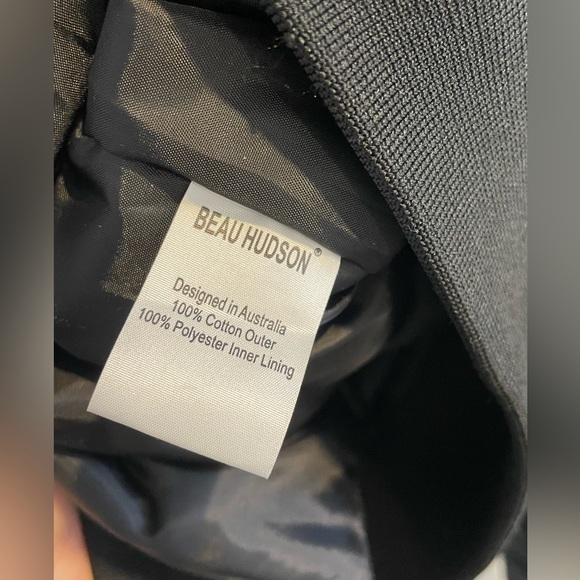 BEAU HUDSON®
Designed in Australia
100% Cotton Outer
100% Polyester Inner Lining